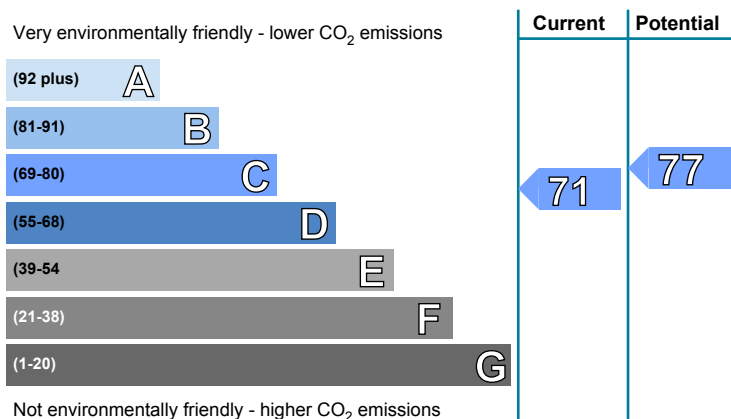 Very environmentally friendly - lower CO2 emissions
Current
Potential
(92 plus) A
(81-91) B
(69-80) C
(55-68) D
(39-54 E
(21-38) F
(1-20) G
71
77
Not environmentally friendly - higher CO2 emissions